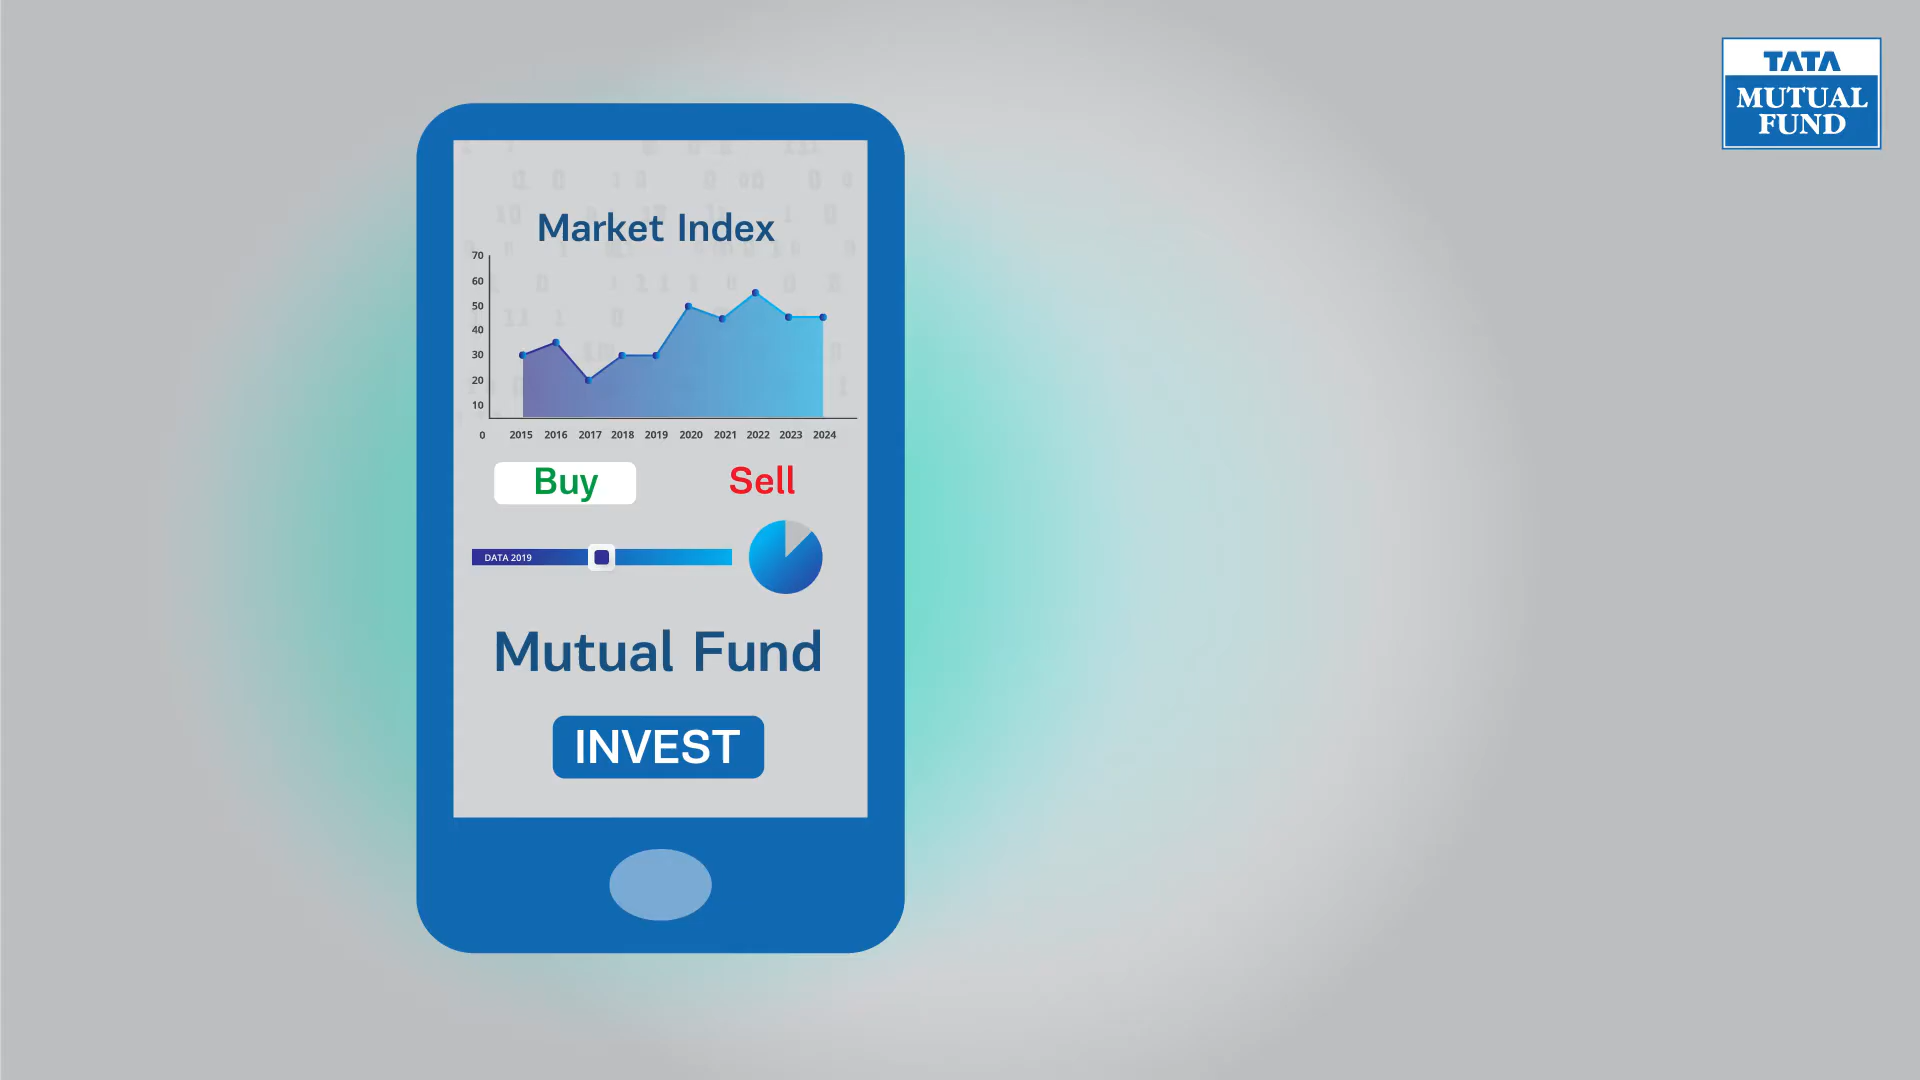 TATA
MUTUAL
FUND
Market Index
70
60
50
40
30
20
10
0 2015 2016 2017 2018 2019 2020 2021 2022 2023 2024
Buy Sell
DATA 2019
Mutual Fund
INVEST